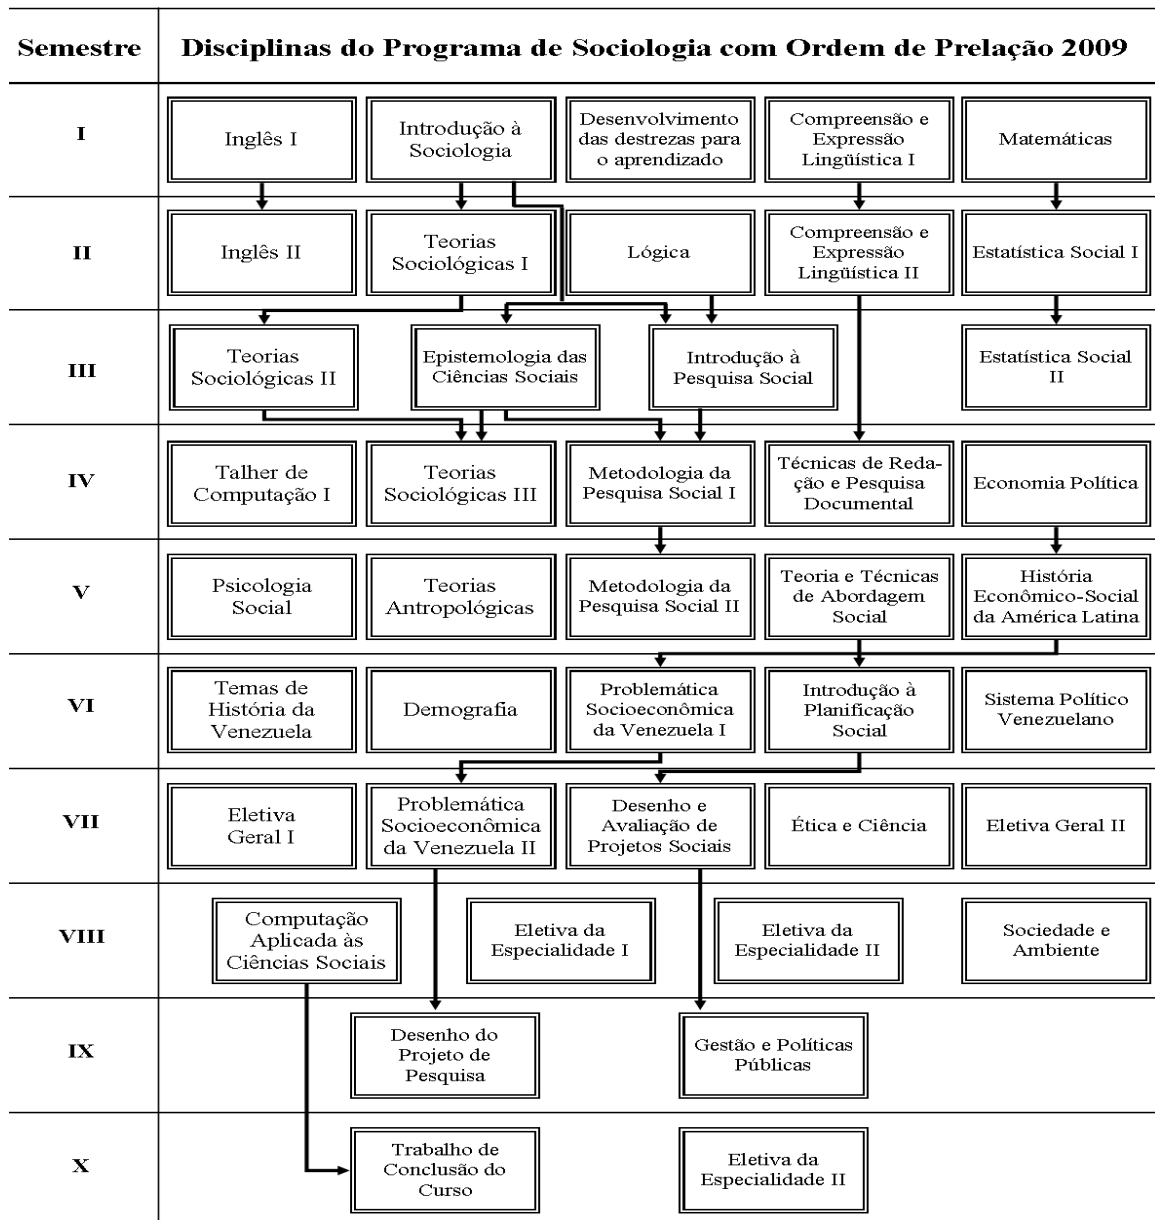 Semestre
Disciplinas do Programa de Sociologia com Ordem de Prelação 2009
I
Inglês I
Introdução à
Sociologia
Desenvolvimento
das destrezas para
o aprendizado
Compreensão e
Expressão
Lingüística I
Matemáticas
II
Inglês II
Teorias
Sociológicas I
Lógica
Compreensão e
Expressão
Lingüística II
Estatística Social I
III
Teorias
Sociológicas II
Epistemologia das
Ciências Sociais
Introdução à
Pesquisa Social
Estatística Social
II
IV
Talher de
Computação I
Teorias
Sociológicas III
Metodologia da
Pesquisa Social I
Técnicas de Reda-
ção e Pesquisa
Documental
Economia Política
V
Psicologia
Social
Teorias
Antropológicas
Metodologia da
Pesquisa Social II
Teoria e Técnicas
de Abordagem
Social
História
Econômico-Social
da América Latina
VI
Temas de
História da
Venezuela
Demografia
Problemática
Socioeconômica
da Venezuela I
Introdução à
Planificação
Social
Sistema Político
Venezuelano
VII
Eletiva
Geral I
Problemática
Socioeconômica
da Venezuela II
Desenho e
Avaliação de
Projetos Sociais
Ética e Ciência
Eletiva Geral II
VIII
Computação
Aplicada às
Ciências Sociais
Eletiva da
Especialidade I
Eletiva da
Especialidade II
Sociedade e
Ambiente
IX
Desenho do
Projeto de
Pesquisa
Gestão e Políticas
Públicas
X
Trabalho de
Conclusão do
Curso
Eletiva da
Especialidade II